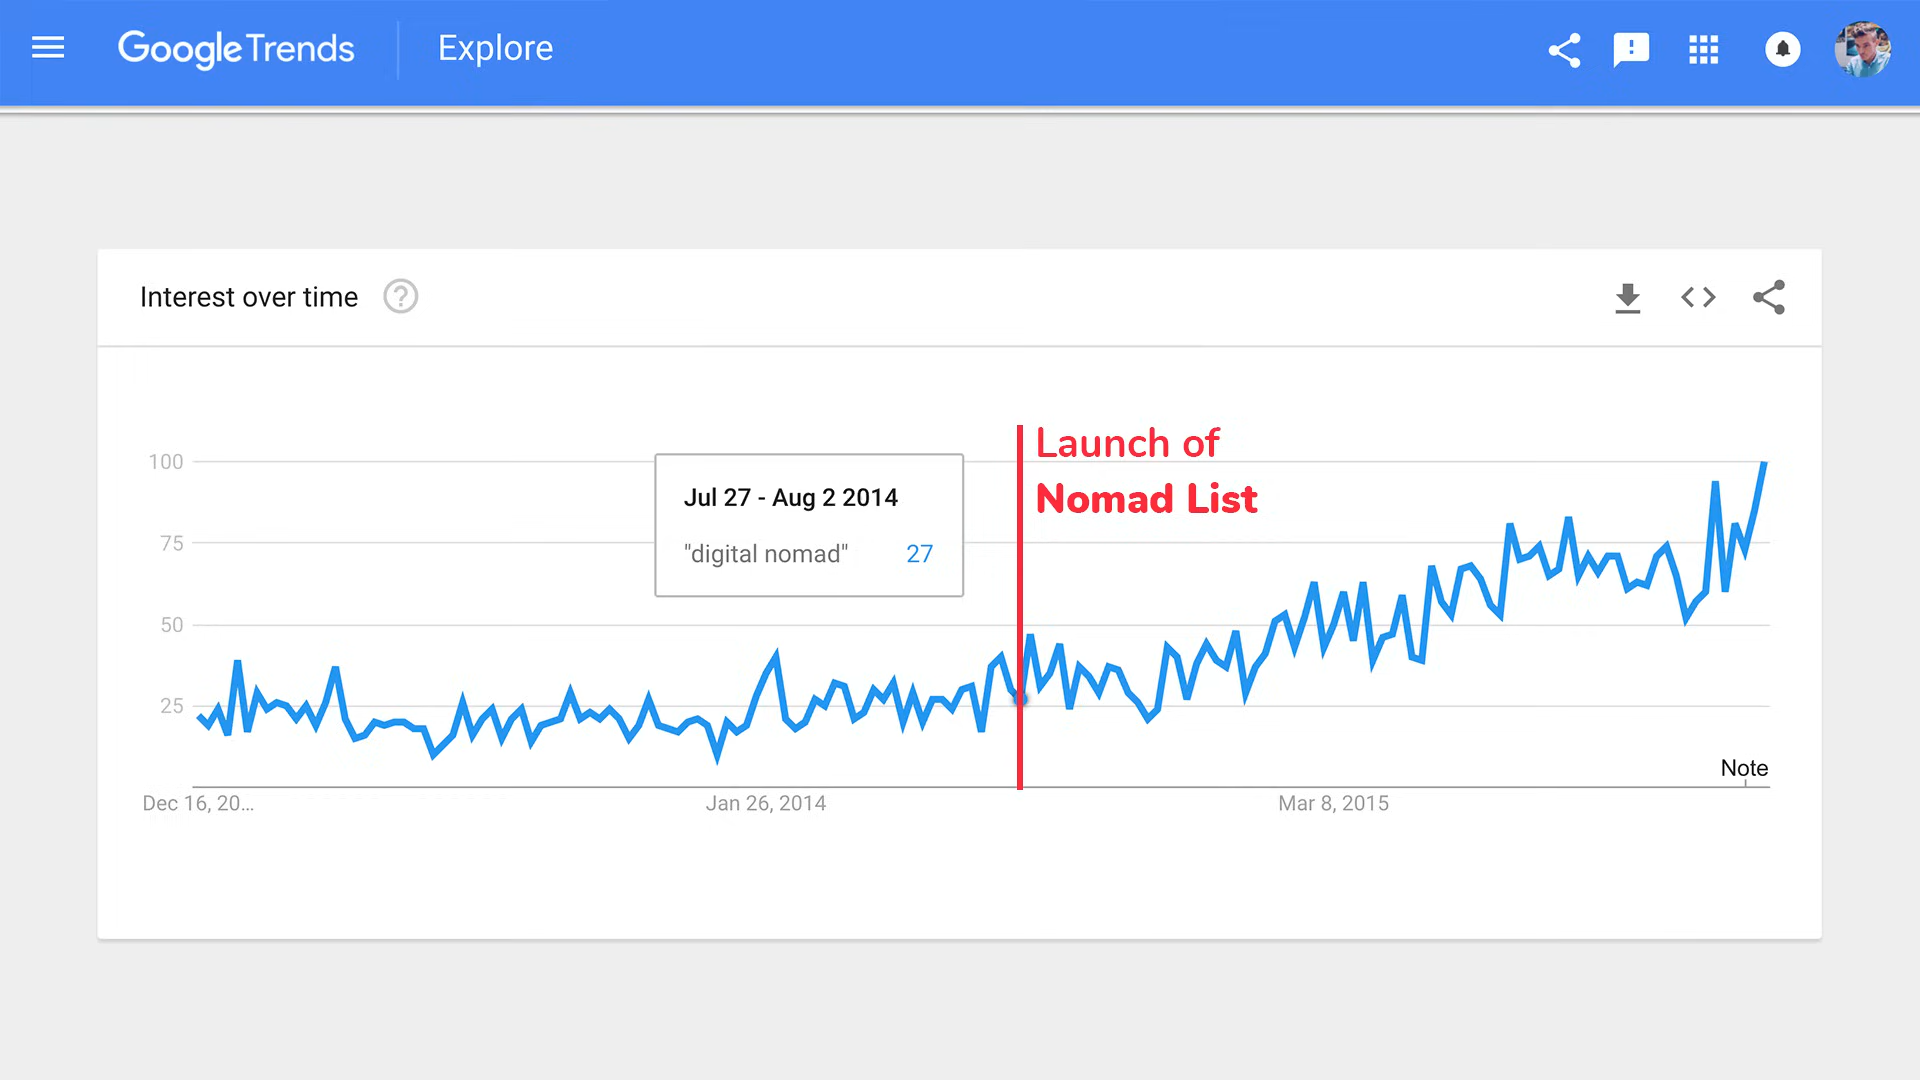 Google Trends Explore
Interest over time
Launch of
Nomad List
100
75
50
25
Jul 27 - Aug 2 2014
"digital nomad" 27
Note
Dec 16, 20... Jan 26, 2014 Mar 8, 2015